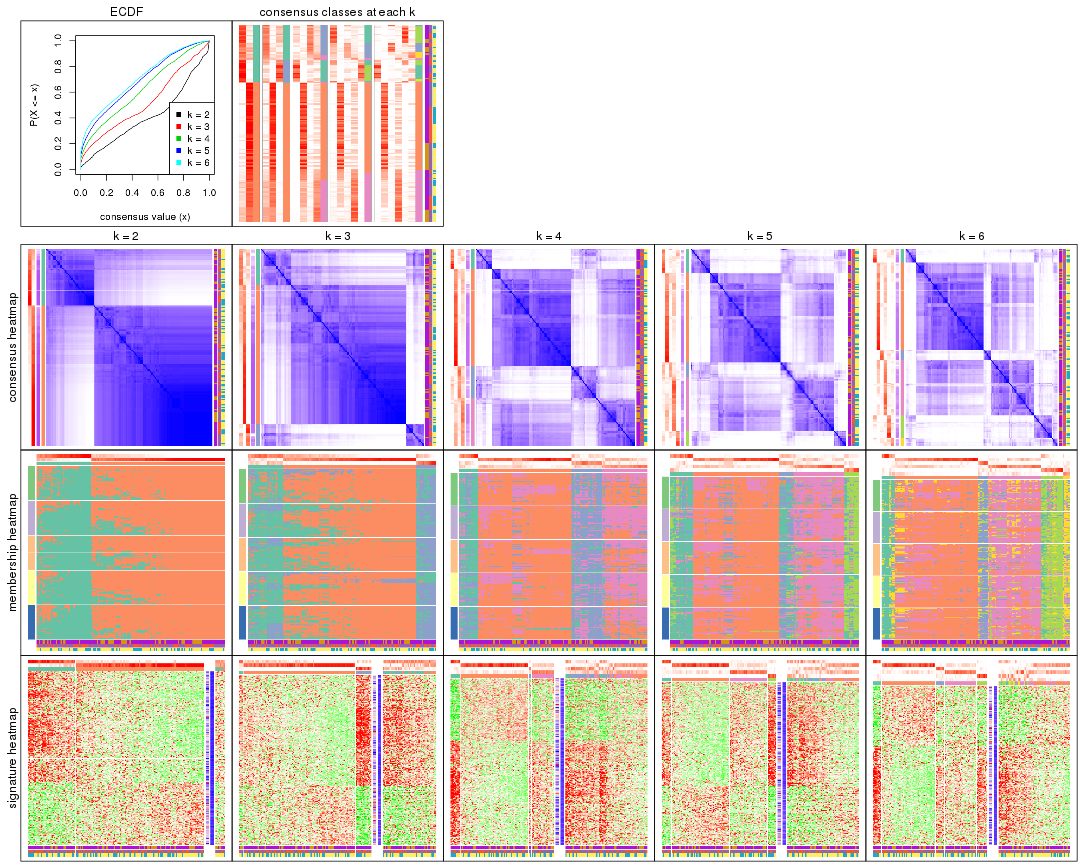 ECDF
consensus classes at each k
P(X <= x)
0.0 0.2 0.4 0.6 0.8 1.0
k = 2
k = 3
k = 4
k = 5
k = 6
0.0 0.2 0.4 0.6 0.8 1.0
consensus value (x)
k = 2 k = 3 k = 4 k = 5 k = 6
consensus heatmap
membership heatmap
signature heatmap